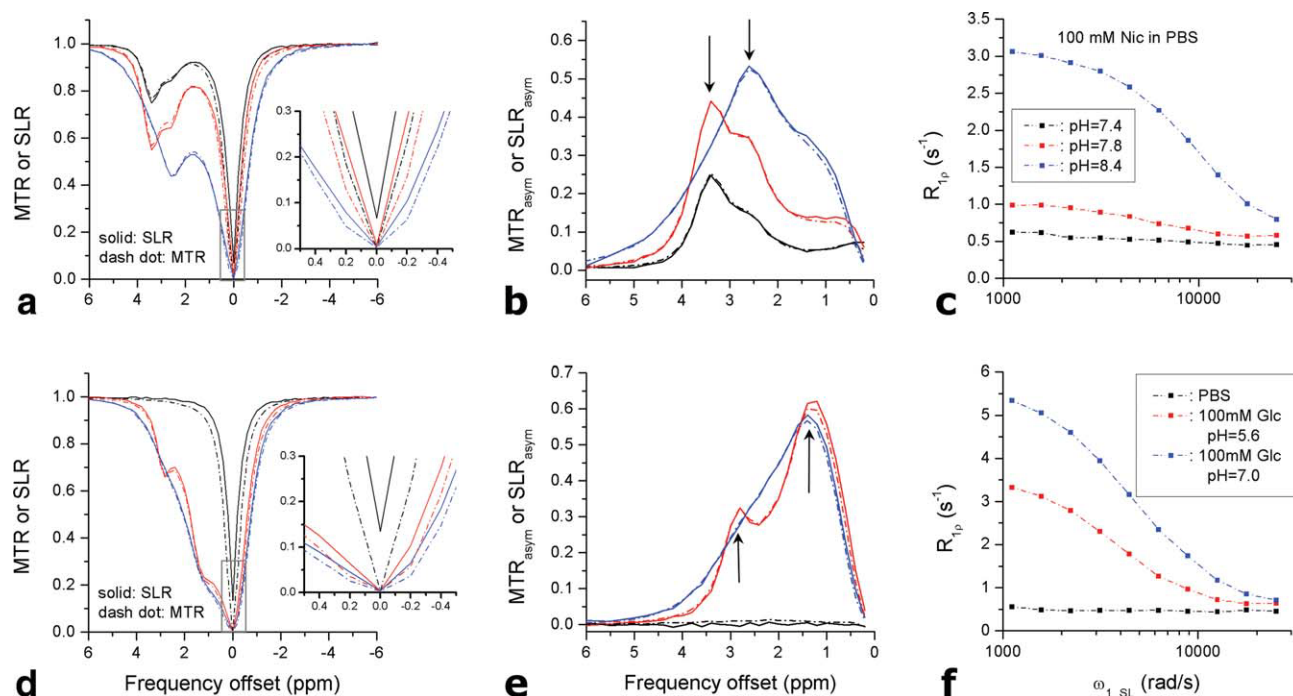 MTR or SLR
1.0
0.8
0.6
0.4
0.2
0.0
6 4 2 0 -2 -4 -6
solid: SLR
dash dot: MTR
0.3
0.2
0.1
0.0
0.4 0.2 0.0 -0.2 -0.4
a
MTRasym or SLRasym
0.6
0.5
0.4
0.3
0.2
0.1
0.0
6 5 4 3 2 1 0
b
R1ρ (s-1)
3.5
3.0
2.5
2.0
1.5
1.0
0.5
0.0
1000 10000
100 mM Nic in PBS
: pH=7.4
: pH=7.8
: pH=8.4
c
MTR or SLR
1.0
0.8
0.6
0.4
0.2
0.0
6 4 2 0 -2 -4 -6
solid: SLR
dash dot: MTR
0.3
0.2
0.1
0.0
0.4 0.2 0.0 -0.2 -0.4
d
Frequency offset (ppm)
MTRasym or SLRasym
0.7
0.6
0.5
0.4
0.3
0.2
0.1
0.0
6 5 4 3 2 1 0
e
Frequency offset (ppm)
R1ρ (s-1)
6
5
4
3
2
1
0
1000 10000
: PBS
: 100mM Glc
pH=5.6
: 100mM Glc
pH=7.0
f
ω1_SL (rad/s)